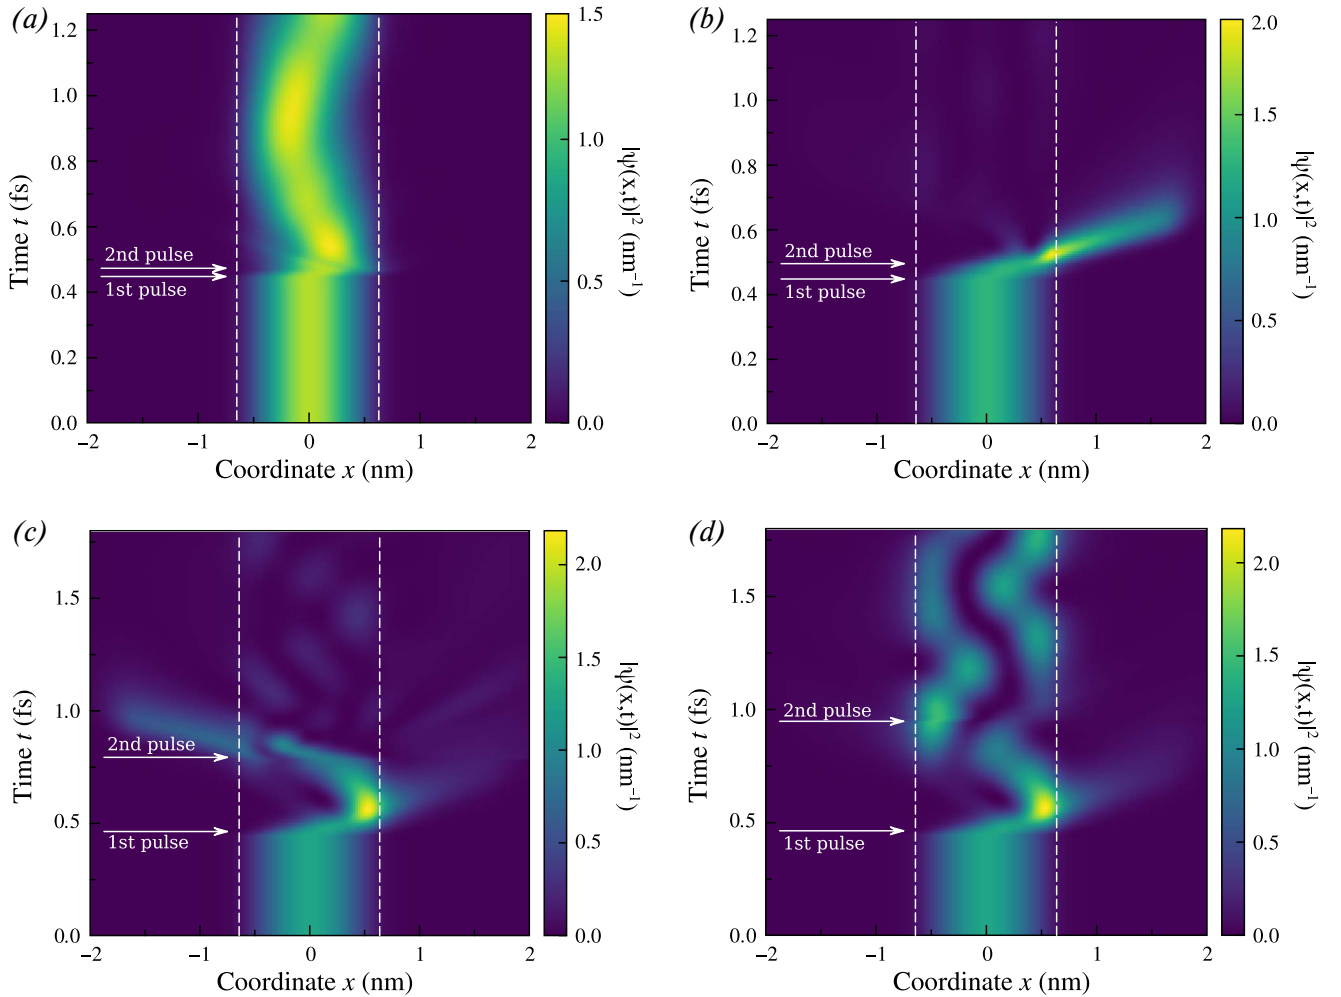 (a)
1.2
1.0
0.8
0.6
0.4
0.2
0.0
Time t (fs)
2nd pulse
1st pulse
−2
−1
0
1
2
Coordinate x (nm)
1.5
1.0
0.5
0.0
|ψ(x,t)|² (nm⁻¹)
(b)
1.2
1.0
0.8
0.6
0.4
0.2
0.0
Time t (fs)
2nd pulse
1st pulse
−2
−1
0
1
2
Coordinate x (nm)
2.0
1.5
1.0
0.5
0.0
|ψ(x,t)|² (nm⁻¹)
(c)
1.5
1.0
0.5
0.0
Time t (fs)
2nd pulse
1st pulse
−2
−1
0
1
2
Coordinate x (nm)
2.0
1.5
1.0
0.5
0.0
|ψ(x,t)|² (nm⁻¹)
(d)
1.5
1.0
0.5
0.0
Time t (fs)
2nd pulse
1st pulse
−2
−1
0
1
2
Coordinate x (nm)
2.0
1.5
1.0
0.5
0.0
|ψ(x,t)|² (nm⁻¹)